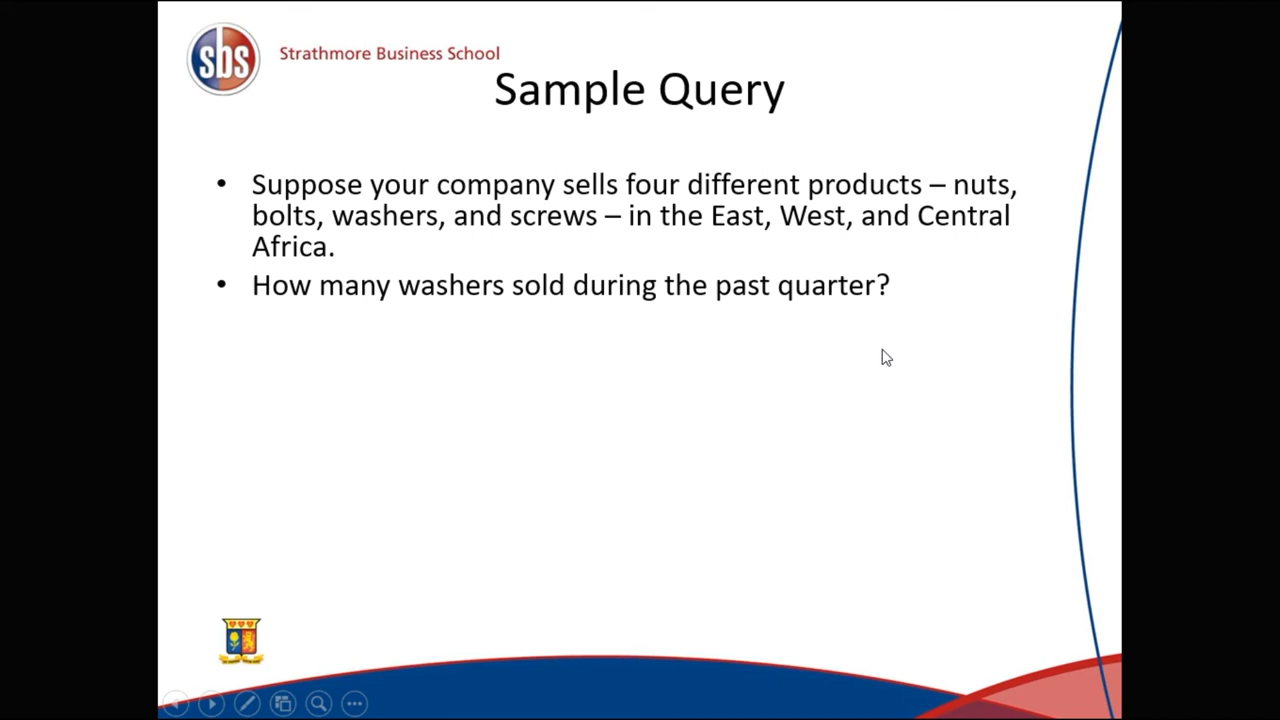 sbs
Strathmore Business School
Sample Query
• Suppose your company sells four different products – nuts,
bolts, washers, and screws – in the East, West, and Central
Africa.
• How many washers sold during the past quarter?